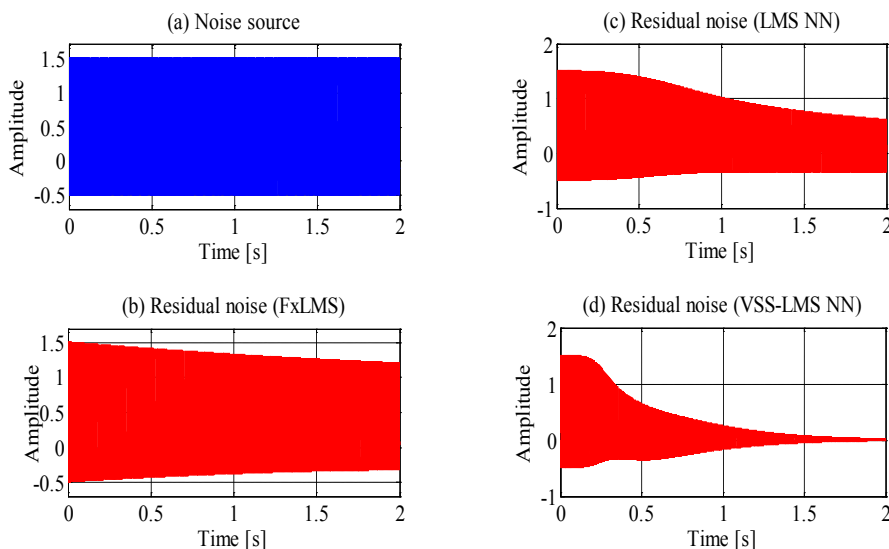 (a) Noise source
Amplitude
1.5
1
0.5
0
-0.5
0 0.5 1 1.5 2
Time [s]
(b) Residual noise (FxLMS)
Amplitude
1.5
1
0.5
0
-0.5
0 0.5 1 1.5 2
Time [s]
(c) Residual noise (LMS NN)
Amplitude
2
1
0
-1
0 0.5 1 1.5 2
Time [s]
(d) Residual noise (VSS-LMS NN)
Amplitude
2
1
0
-1
0 0.5 1 1.5 2
Time [s]